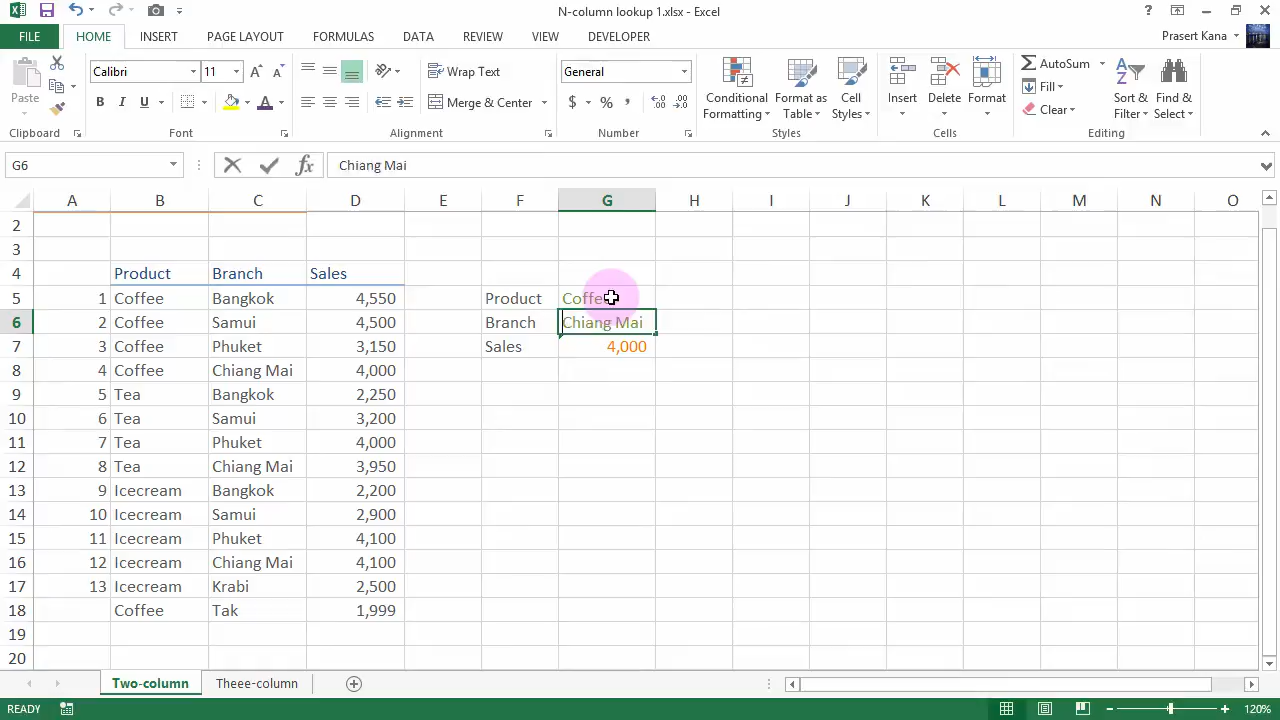 N-column lookup 1.xlsx - Excel
FILE HOME INSERT PAGE LAYOUT FORMULAS DATA REVIEW VIEW DEVELOPER Prasert Kana
Calibri 11 Wrap Text General AutoSum
Paste Conditional Format as Cell Insert Delete Format Fill Sort & Find &
B I U A Merge & Center $ % , Formatting Table Styles Clear Filter Select
Clipboard Font Alignment Number Styles Cells Editing
G6 fx Chiang Mai
A B C D E F G H I J K L M N O
2
3
4 Product Branch Sales
5 1 Coffee Bangkok 4,550 Product Coffee
6 2 Coffee Samui 4,500 Branch Chiang Mai
7 3 Coffee Phuket 3,150 Sales 4,000
8 4 Coffee Chiang Mai 4,000
9 5 Tea Bangkok 2,250
10 6 Tea Samui 3,200
11 7 Tea Phuket 4,000
12 8 Tea Chiang Mai 3,950
13 9 Icecream Bangkok 2,200
14 10 Icecream Samui 2,900
15 11 Icecream Phuket 4,100
16 12 Icecream Chiang Mai 4,100
17 13 Icecream Krabi 2,500
18 Coffee Tak 1,999
19
20
Two-column Theee-column
READY 120%